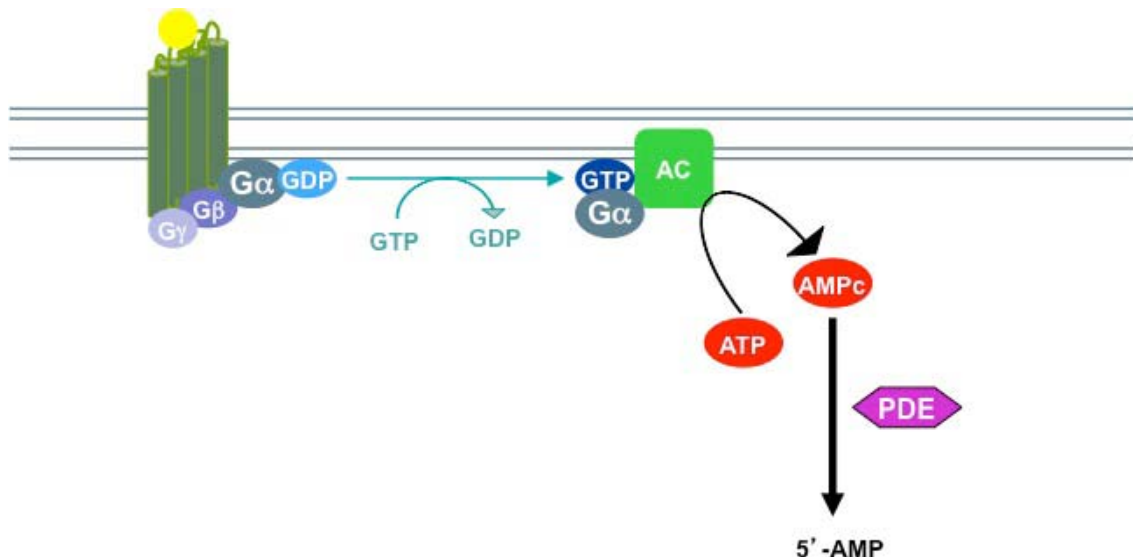 Gα
GDP
Gβ
Gγ
GTP
GDP
GTP
Gα
AC
AMPc
ATP
PDE
5’-AMP